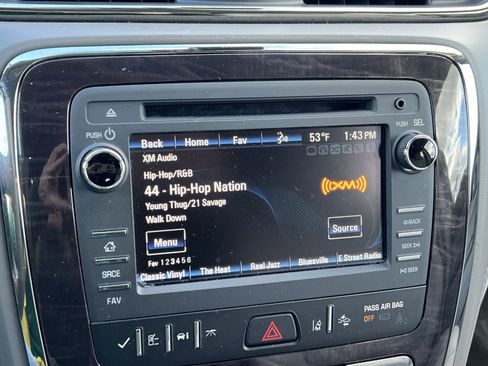 PUSH
PUSH SEL
Back Home Fav 53°F 1:43 PM
XM Audio
Hip-Hop/R&B
44 - Hip-Hop Nation
Young Thug/21 Savage
Walk Down
XM
Menu
Source
Fav 1 2 3 4 5 6
Classic Vinyl The Heat Real Jazz Bluesville E Street Radio
BACK
SEEK
SEEK
SRCE
FAV
PASS AIR BAG
OFF